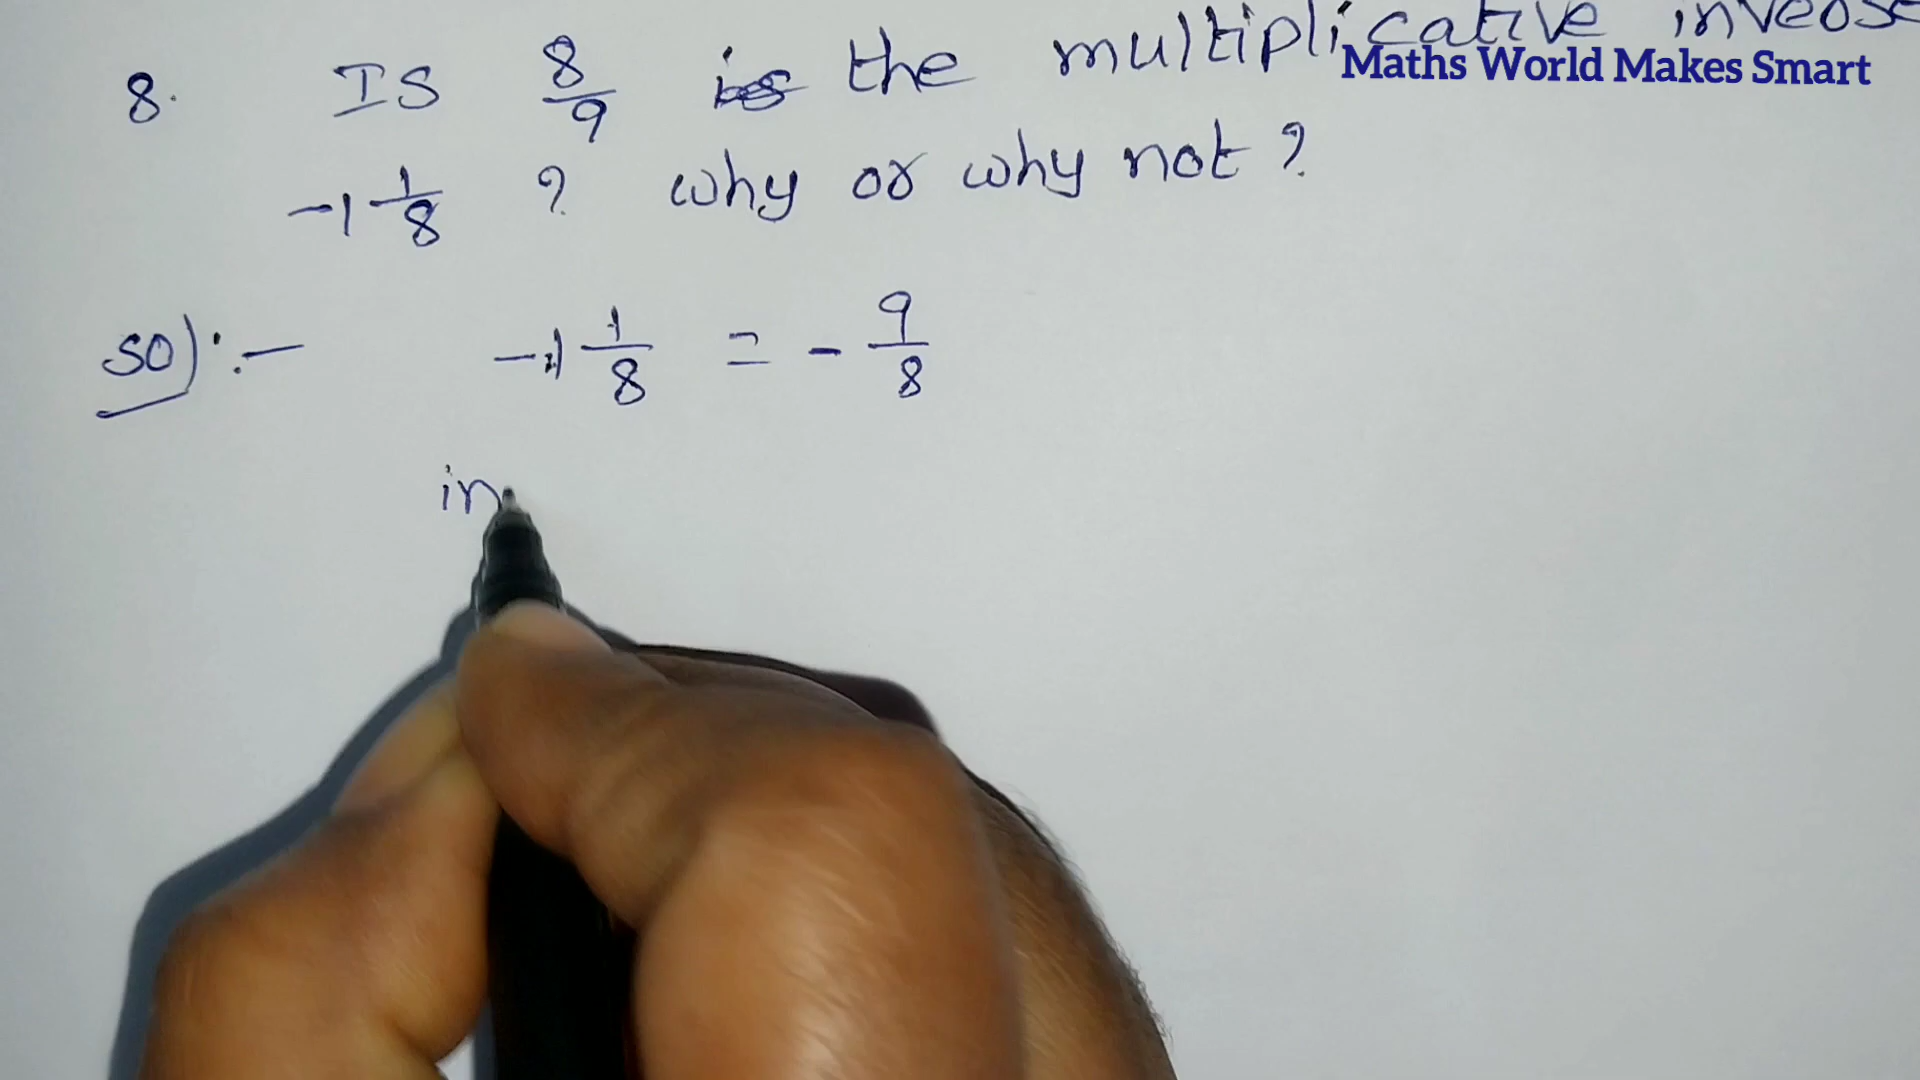 8. Is 8/9 is the multiplicative inverse
Maths World Makes Smart
-1 1/8 ? why or why not ?
Sol:- -1 1/8 = - 9/8
in